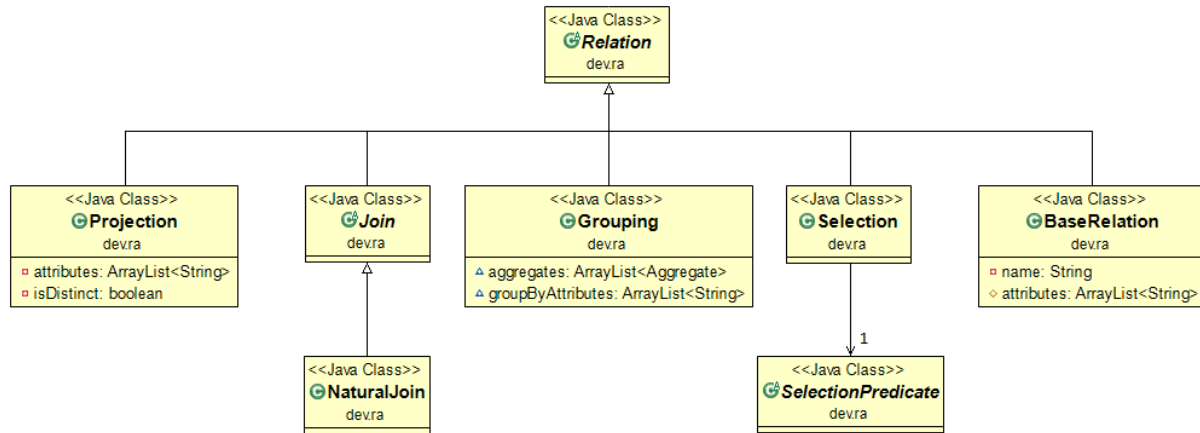 <<Java Class>>
Relation
dev.ra
<<Java Class>>
Projection
dev.ra
attributes: ArrayList<String>
isDistinct: boolean
<<Java Class>>
Join
dev.ra
<<Java Class>>
Grouping
dev.ra
aggregates: ArrayList<Aggregate>
groupByAttributes: ArrayList<String>
<<Java Class>>
Selection
dev.ra
<<Java Class>>
BaseRelation
dev.ra
name: String
attributes: ArrayList<String>
1
<<Java Class>>
NaturalJoin
dev.ra
<<Java Class>>
SelectionPredicate
dev.ra